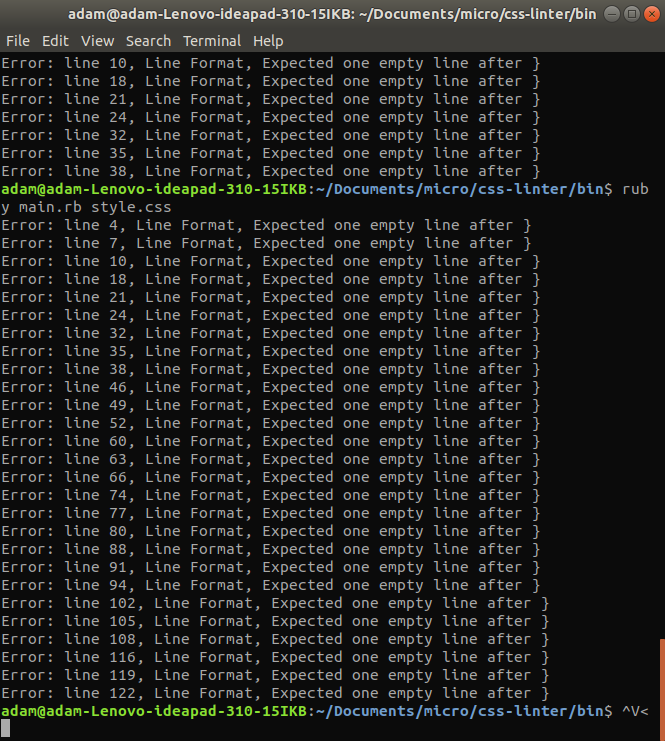 adam@adam-Lenovo-ideapad-310-15IKB: ~/Documents/micro/css-linter/bin
File Edit View Search Terminal Help
Error: line 10, Line Format, Expected one empty line after }
Error: line 18, Line Format, Expected one empty line after }
Error: line 21, Line Format, Expected one empty line after }
Error: line 24, Line Format, Expected one empty line after }
Error: line 32, Line Format, Expected one empty line after }
Error: line 35, Line Format, Expected one empty line after }
Error: line 38, Line Format, Expected one empty line after }
adam@adam-Lenovo-ideapad-310-15IKB:~/Documents/micro/css-linter/bin$ rub
y main.rb style.css
Error: line 4, Line Format, Expected one empty line after }
Error: line 7, Line Format, Expected one empty line after }
Error: line 10, Line Format, Expected one empty line after }
Error: line 18, Line Format, Expected one empty line after }
Error: line 21, Line Format, Expected one empty line after }
Error: line 24, Line Format, Expected one empty line after }
Error: line 32, Line Format, Expected one empty line after }
Error: line 35, Line Format, Expected one empty line after }
Error: line 38, Line Format, Expected one empty line after }
Error: line 46, Line Format, Expected one empty line after }
Error: line 49, Line Format, Expected one empty line after }
Error: line 52, Line Format, Expected one empty line after }
Error: line 60, Line Format, Expected one empty line after }
Error: line 63, Line Format, Expected one empty line after }
Error: line 66, Line Format, Expected one empty line after }
Error: line 74, Line Format, Expected one empty line after }
Error: line 77, Line Format, Expected one empty line after }
Error: line 80, Line Format, Expected one empty line after }
Error: line 88, Line Format, Expected one empty line after }
Error: line 91, Line Format, Expected one empty line after }
Error: line 94, Line Format, Expected one empty line after }
Error: line 102, Line Format, Expected one empty line after }
Error: line 105, Line Format, Expected one empty line after }
Error: line 108, Line Format, Expected one empty line after }
Error: line 116, Line Format, Expected one empty line after }
Error: line 119, Line Format, Expected one empty line after }
Error: line 122, Line Format, Expected one empty line after }
adam@adam-Lenovo-ideapad-310-15IKB:~/Documents/micro/css-linter/bin$ ^V<